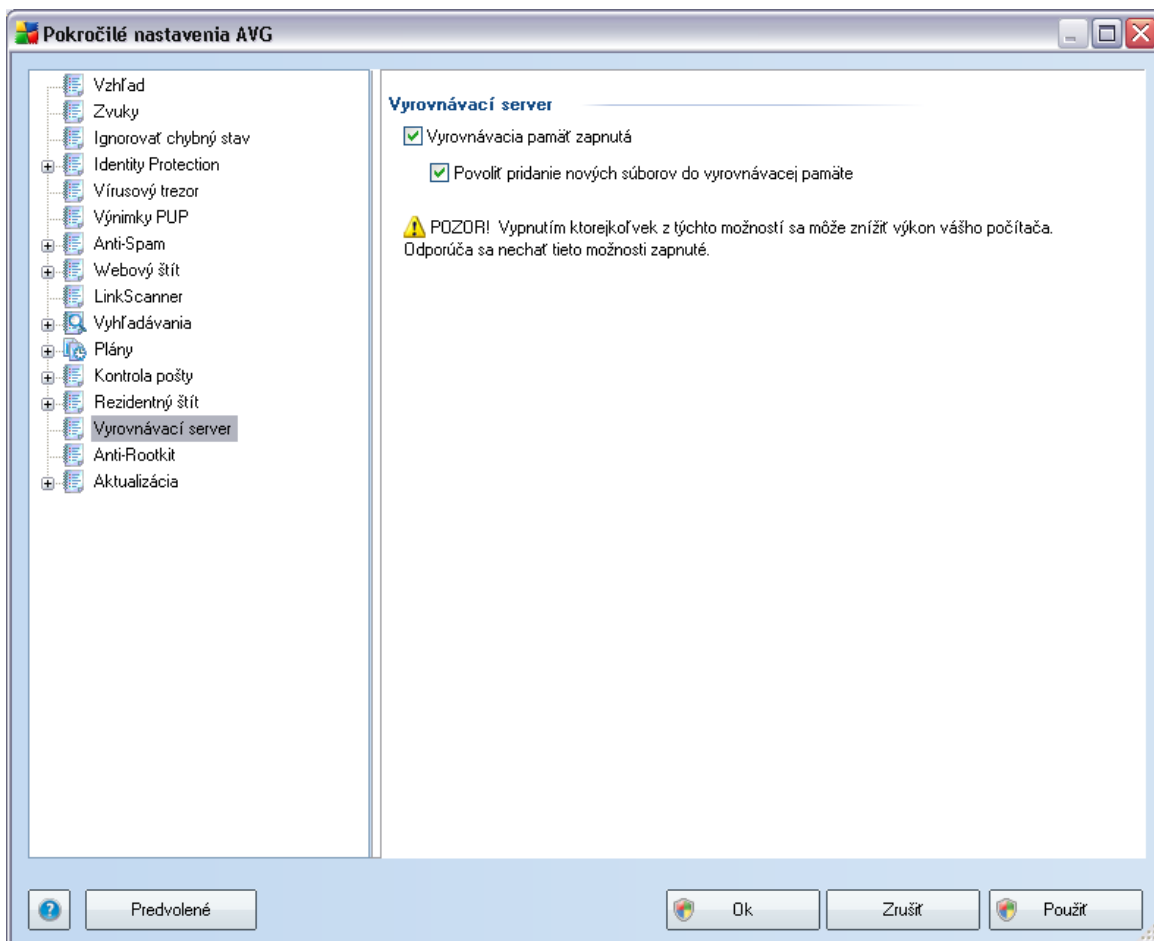 Pokročilé nastavenia AVG
Vzhľad
Zvuky
Ignorovať chybný stav
Identity Protection
Vírusový trezor
Výnimky PUP
Anti-Spam
Webový štít
LinkScanner
Vyhľadávania
Plány
Kontrola pošty
Rezidentný štít
Vyrovnávací server
Anti-Rootkit
Aktualizácia
Vyrovnávací server
Vyrovnávacia pamäť zapnutá
Povoliť pridanie nových súborov do vyrovnávacej pamäte
POZOR! Vypnutím ktorejkoľvek z týchto možností sa môže znížiť výkon vášho počítača.
Odporúča sa nechať tieto možnosti zapnuté.
Predvolené
Ok
Zrušiť
Použiť